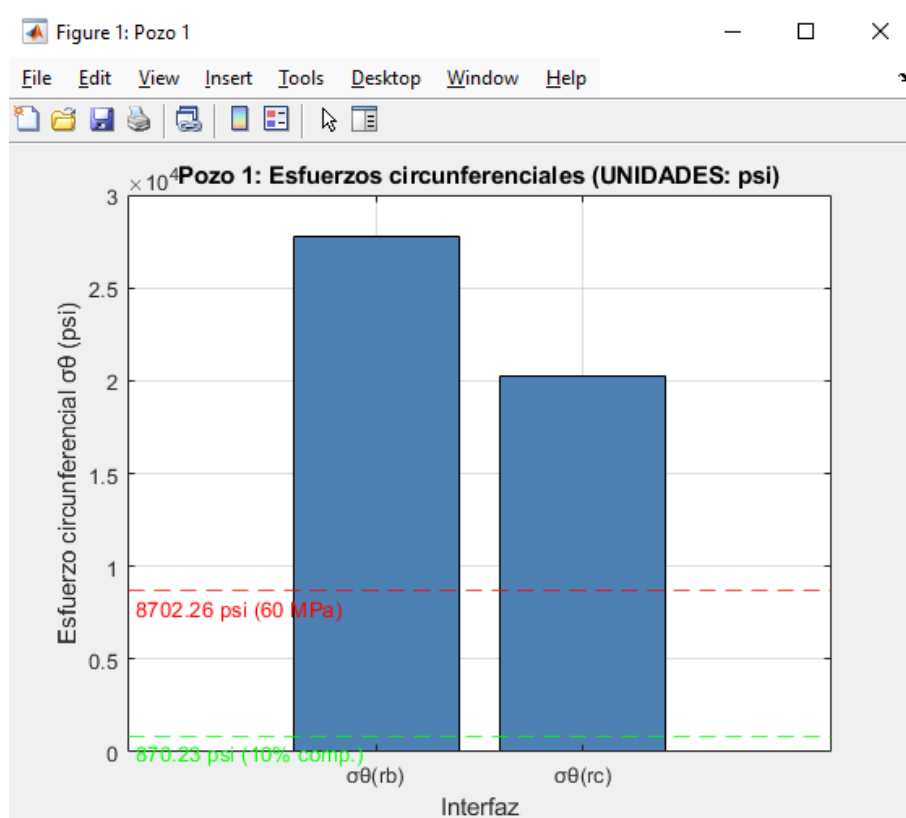 Figure 1: Pozo 1
File Edit View Insert Tools Desktop Window Help
×10⁴
Pozo 1: Esfuerzos circunferenciales (UNIDADES: psi)
3
2.5
2
1.5
1
0.5
0
Esfuerzo circunferencial σθ (psi)
8702.26 psi (60 MPa)
870.23 psi (10% comp.)
σθ(rb) σθ(rc)
Interfaz